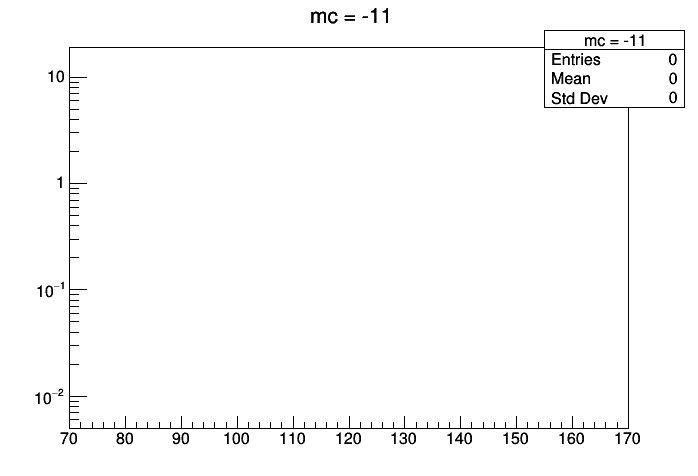 mc = -11
mc = -11
Entries 0
Mean 0
Std Dev 0
10
1
10⁻¹
10⁻²
70 80 90 100 110 120 130 140 150 160 170